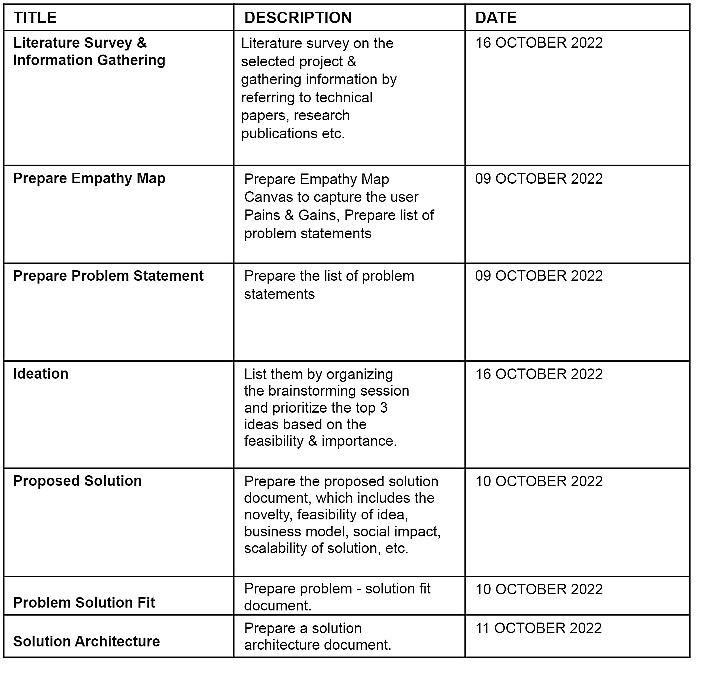 TITLE DESCRIPTION DATE
Literature Survey &
Information Gathering
Literature survey on the
selected project &
gathering information by
referring to technical
papers, research
publications etc.
16 OCTOBER 2022
Prepare Empathy Map
Prepare Empathy Map
Canvas to capture the user
Pains & Gains, Prepare list of
problem statements
09 OCTOBER 2022
Prepare Problem Statement
Prepare the list of problem
statements
09 OCTOBER 2022
Ideation
List them by organizing
the brainstorming session
and prioritize the top 3
ideas based on the
feasibility & importance.
16 OCTOBER 2022
Proposed Solution
Prepare the proposed solution
document, which includes the
novelty, feasibility of idea,
business model, social impact,
scalability of solution, etc.
10 OCTOBER 2022
Problem Solution Fit
Prepare problem - solution fit
document.
10 OCTOBER 2022
Solution Architecture
Prepare a solution
architecture document.
11 OCTOBER 2022